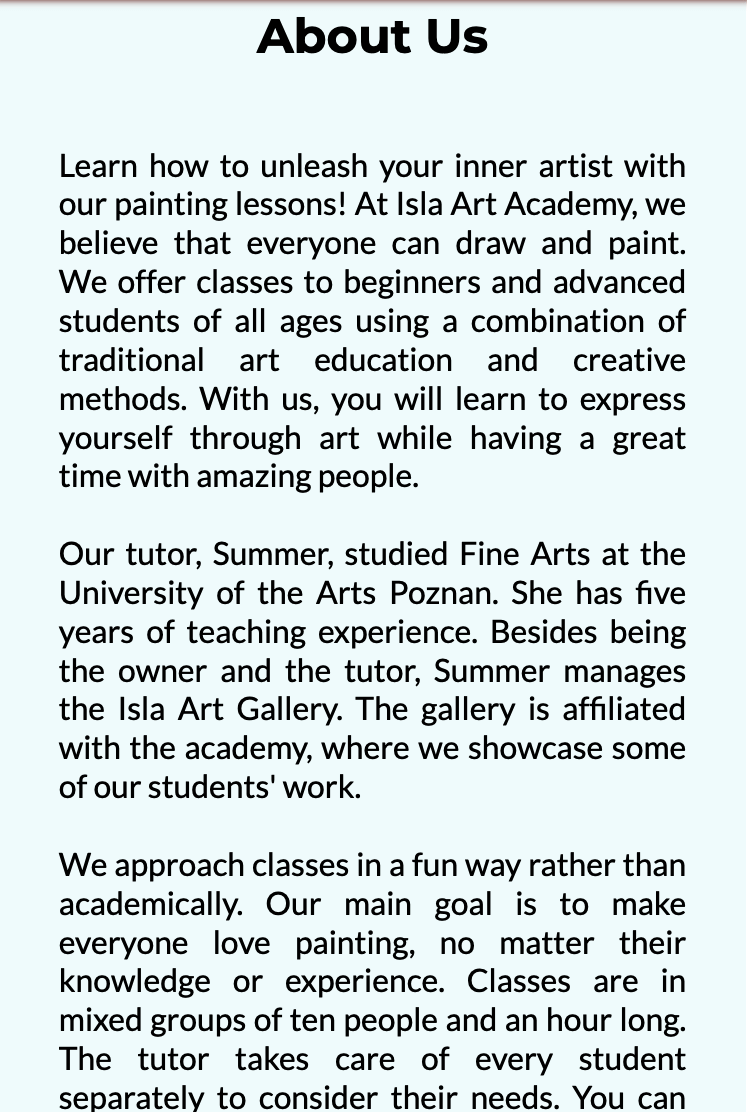 About Us
Learn how to unleash your inner artist with
our painting lessons! At Isla Art Academy, we
believe that everyone can draw and paint.
We offer classes to beginners and advanced
students of all ages using a combination of
traditional art education and creative
methods. With us, you will learn to express
yourself through art while having a great
time with amazing people.
Our tutor, Summer, studied Fine Arts at the
University of the Arts Poznan. She has five
years of teaching experience. Besides being
the owner and the tutor, Summer manages
the Isla Art Gallery. The gallery is affiliated
with the academy, where we showcase some
of our students' work.
We approach classes in a fun way rather than
academically. Our main goal is to make
everyone love painting, no matter their
knowledge or experience. Classes are in
mixed groups of ten people and an hour long.
The tutor takes care of every student
separately to consider their needs. You can